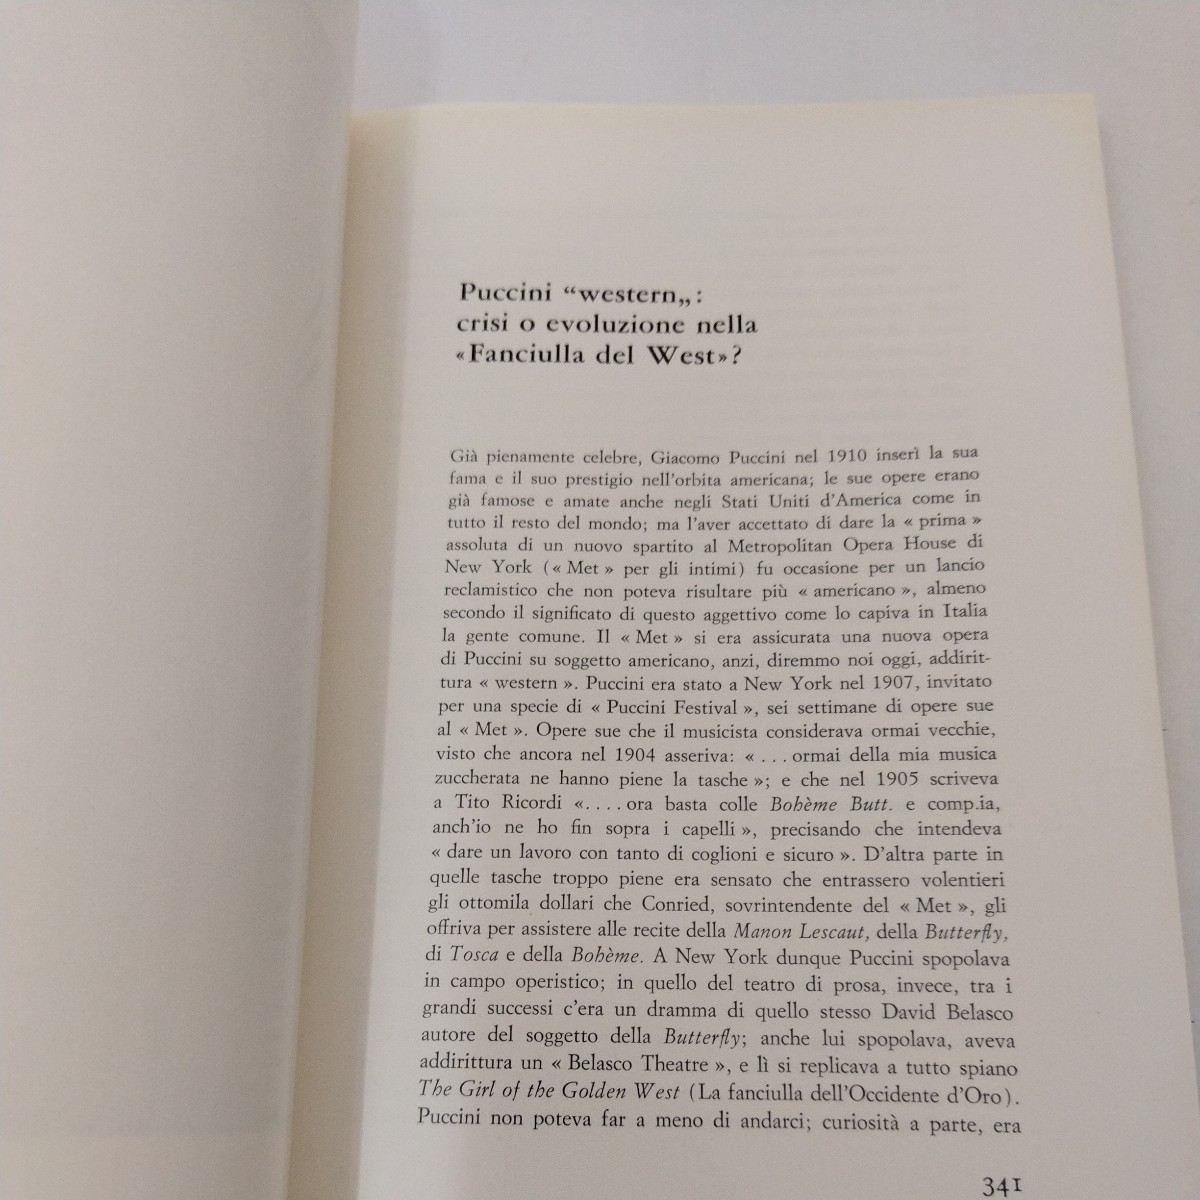 Puccini “western„:
crisi o evoluzione nella
«Fanciulla del West»?
Già pienamente celebre, Giacomo Puccini nel 1910 inserì la sua
fama e il suo prestigio nell'orbita americana; le sue opere erano
già famose e amate anche negli Stati Uniti d'America come in
tutto il resto del mondo; ma l'aver accettato di dare la « prima »
assoluta di un nuovo spartito al Metropolitan Opera House di
New York (« Met » per gli intimi) fu occasione per un lancio
reclamistico che non poteva risultare più « americano », almeno
secondo il significato di questo aggettivo come lo capiva in Italia
la gente comune. Il « Met » si era assicurata una nuova opera
di Puccini su soggetto americano, anzi, diremmo noi oggi, addirit-
tura « western ». Puccini era stato a New York nel 1907, invitato
per una specie di « Puccini Festival », sei settimane di opere sue
al « Met ». Opere sue che il musicista considerava ormai vecchie,
visto che ancora nel 1904 asseriva: « . . . ormai della mia musica
zuccherata ne hanno piene la tasche »; e che nel 1905 scriveva
a Tito Ricordi «. . . . ora basta colle Bohème Butt. e comp.ia,
anch'io ne ho fin sopra i capelli », precisando che intendeva
« dare un lavoro con tanto di coglioni e sicuro ». D'altra parte in
quelle tasche troppo piene era sensato che entrassero volentieri
gli ottomila dollari che Conried, sovrintendente del « Met », gli
offriva per assistere alle recite della Manon Lescaut, della Butterfly,
di Tosca e della Bohème. A New York dunque Puccini spopolava
in campo operistico; in quello del teatro di prosa, invece, tra i
grandi successi c'era un dramma di quello stesso David Belasco
autore del soggetto della Butterfly; anche lui spopolava, aveva
addirittura un « Belasco Theatre », e lì si replicava a tutto spiano
The Girl of the Golden West (La fanciulla dell'Occidente d'Oro).
Puccini non poteva far a meno di andarci; curiosità a parte, era
341